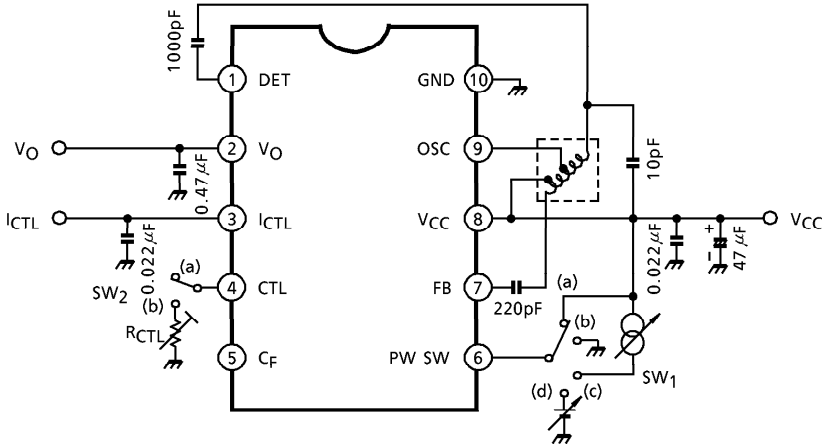 1000pF
1 DET
GND 10
VO
2 VO
OSC 9
10pF
0.47μF
ICTL
3 ICTL
VCC 8
VCC
0.022μF
0.022μF
+
-
47μF
SW2
(a)
(b)
4 CTL
FB 7
220pF
(a)
RCTL
5 CF
PW SW 6
(b)
SW1
(d)
(c)